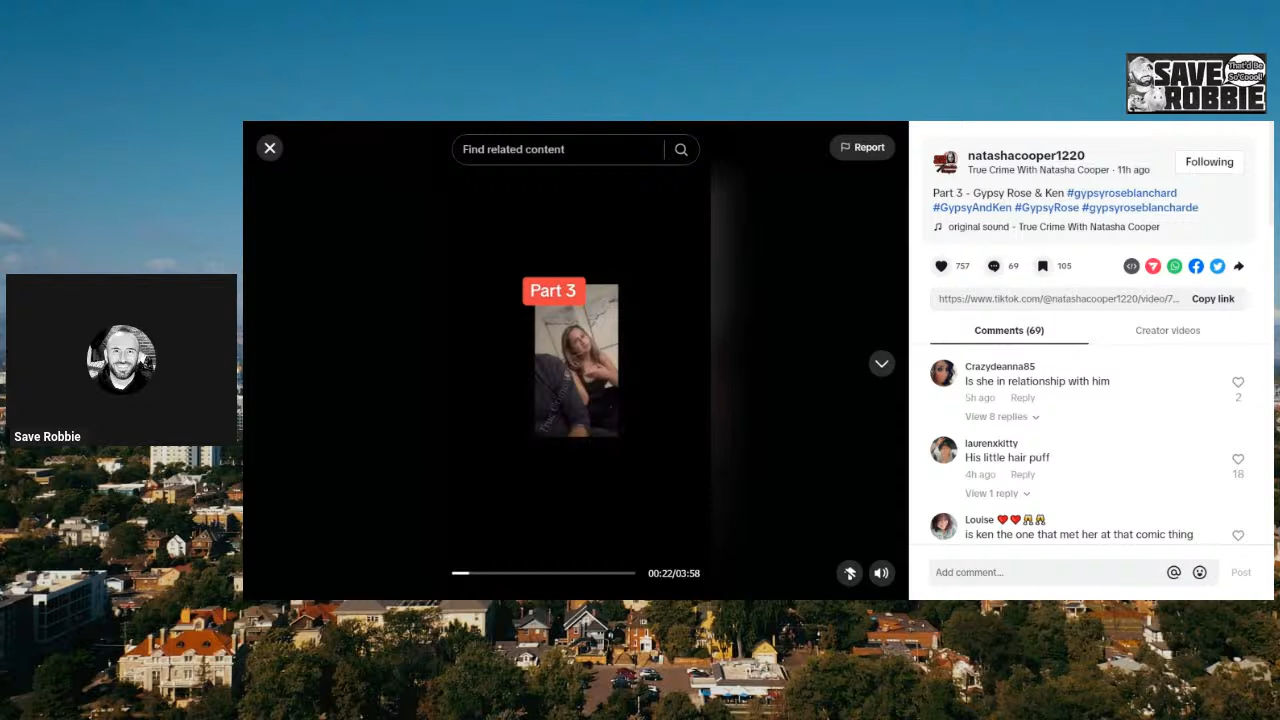 That'd Be
So'Coool!
SAVE
ROBBIE
Find related content
Report
natashacooper1220
True Crime With Natasha Cooper · 11h ago
Following
Part 3 - Gypsy Rose & Ken #gypsyroseblanchard
#GypsyAndKen #GypsyRose #gypsyroseblancharde
original sound - True Crime With Natasha Cooper
757
69
105
https://www.tiktok.com/@natashacooper1220/video/7...
Copy link
Comments (69)
Creator videos
Part 3
Crazydeanna85
Is she in relationship with him
5h ago
Reply
2
View 8 replies
laurenxkitty
His little hair puff
4h ago
Reply
18
View 1 reply
Louise
is ken the one that met her at that comic thing
Add comment...
Post
00:22/03:58
Save Robbie